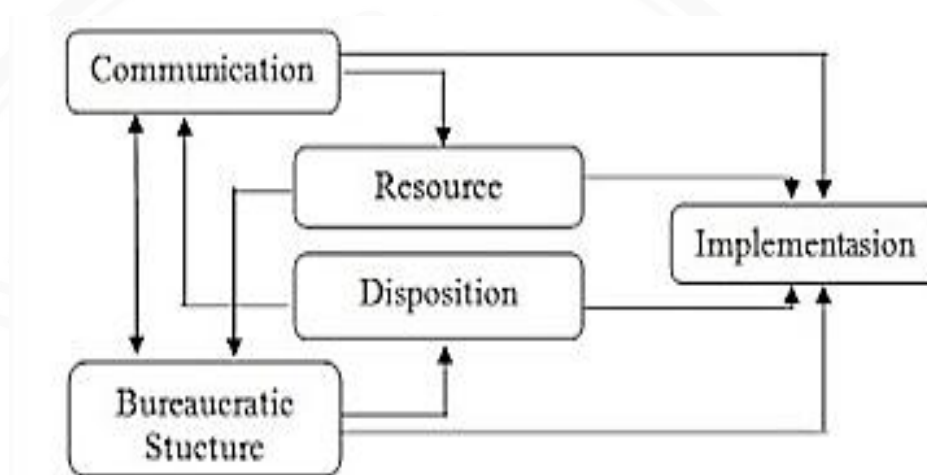 Communication
Resource
Implementasion
Disposition
Bureaucratic
Stucture